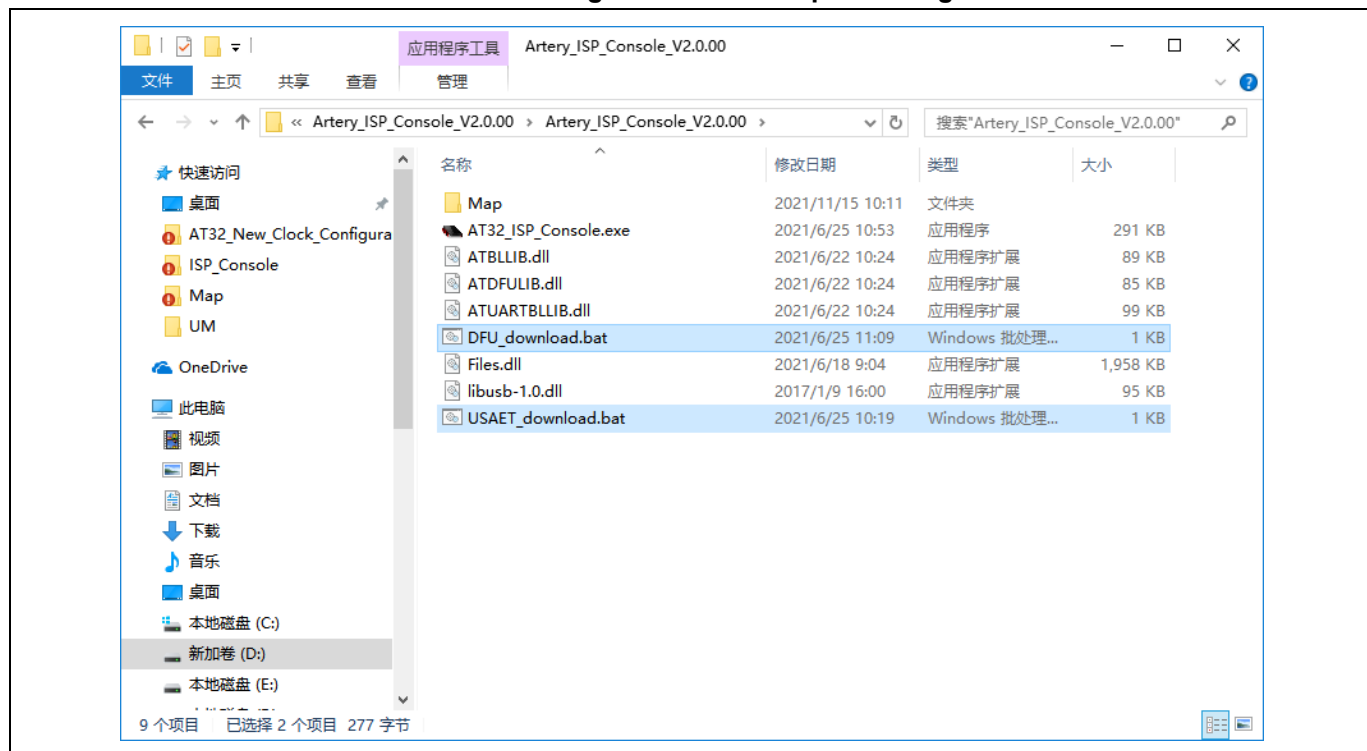 应用程序工具 Artery_ISP_Console_V2.0.00
文件 主页 共享 查看 管理
« Artery_ISP_Console_V2.0.00 › Artery_ISP_Console_V2.0.00 › 搜索"Artery_ISP_Console_V2.0.00"
快速访问
桌面
AT32_New_Clock_Configura
ISP_Console
Map
UM
OneDrive
此电脑
视频
图片
文档
下载
音乐
桌面
本地磁盘 (C:)
新加卷 (D:)
本地磁盘 (E:)
名称 修改日期 类型 大小
Map 2021/11/15 10:11 文件夹
AT32_ISP_Console.exe 2021/6/25 10:53 应用程序 291 KB
ATBLLIB.dll 2021/6/22 10:24 应用程序扩展 89 KB
ATDFULIB.dll 2021/6/22 10:24 应用程序扩展 85 KB
ATUARTBLLIB.dll 2021/6/22 10:24 应用程序扩展 99 KB
DFU_download.bat 2021/6/25 11:09 Windows 批处理... 1 KB
Files.dll 2021/6/18 9:04 应用程序扩展 1,958 KB
libusb-1.0.dll 2017/1/9 16:00 应用程序扩展 95 KB
USAET_download.bat 2021/6/25 10:19 Windows 批处理... 1 KB
9 个项目 已选择 2 个项目 277 字节